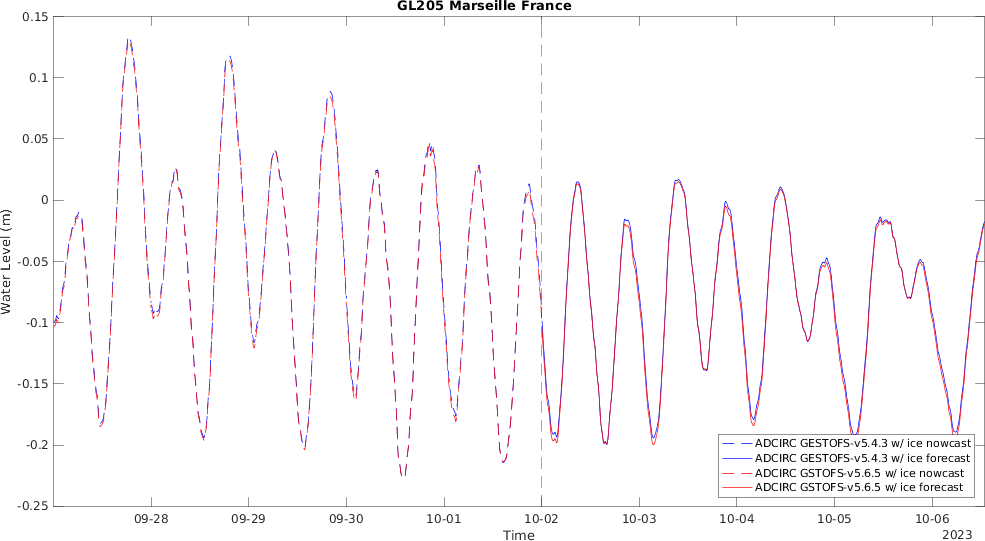 GL205 Marseille France
0.15
0.1
0.05
0
-0.05
-0.1
-0.15
-0.2
-0.25
Water Level (m)
09-28 09-29 09-30 10-01 10-02 10-03 10-04 10-05 10-06
Time
2023
ADCIRC GESTOFS-v5.4.3 w/ ice nowcast
ADCIRC GESTOFS-v5.4.3 w/ ice forecast
ADCIRC GSTOFS-v5.6.5 w/ ice nowcast
ADCIRC GSTOFS-v5.6.5 w/ ice forecast